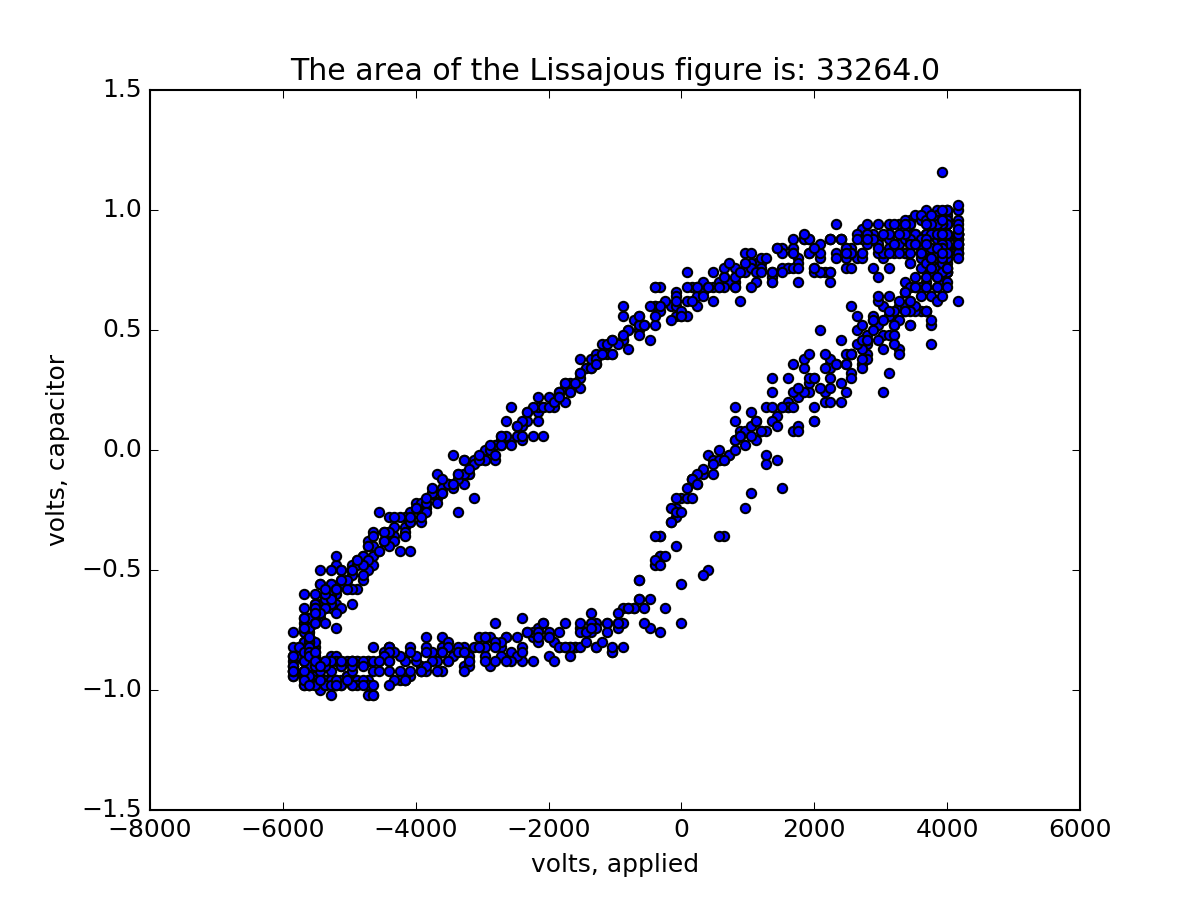 The area of the Lissajous figure is: 33264.0
1.5
1.0
0.5
0.0
−0.5
−1.0
−1.5
volts, capacitor
−8000 −6000 −4000 −2000 0 2000 4000 6000
volts, applied